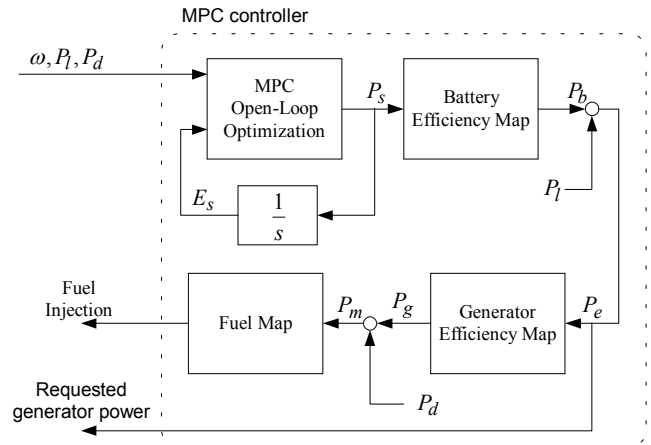 MPC controller
ω, P_l, P_d
MPC
Open-Loop
Optimization
P_s
Battery
Efficiency Map
P_b
P_l
E_s
1
s
Fuel
Injection
Fuel Map
P_m
P_g
Generator
Efficiency Map
P_e
P_d
Requested
generator power